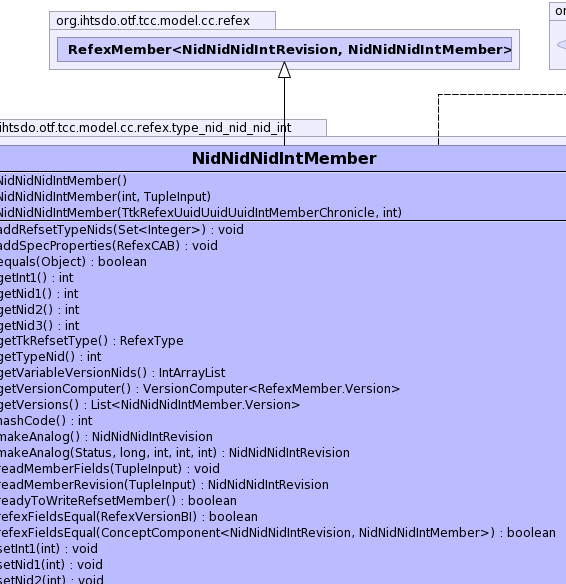 org.ihtsdo.otf.tcc.model.cc.refex
or
RefexMember<NidNidNidIntRevision, NidNidNidIntMember>
ihtsdo.otf.tcc.model.cc.refex.type_nid_nid_nid_int
NidNidNidIntMember
NidNidNidIntMember()
NidNidNidIntMember(int, TupleInput)
NidNidNidIntMember(TtkRefexUuidUuidUuidIntMemberChronicle, int)
addRefsetTypeNids(Set<Integer>) : void
addSpecProperties(RefexCAB) : void
equals(Object) : boolean
getInt1() : int
getNid1() : int
getNid2() : int
getNid3() : int
getTkRefsetType() : RefexType
getTypeNid() : int
getVariableVersionNids() : IntArrayList
getVersionComputer() : VersionComputer<RefexMember.Version>
getVersions() : List<NidNidNidIntMember.Version>
hashCode() : int
makeAnalog() : NidNidNidIntRevision
makeAnalog(Status, long, int, int, int) : NidNidNidIntRevision
readMemberFields(TupleInput) : void
readMemberRevision(TupleInput) : NidNidNidIntRevision
readyToWriteRefsetMember() : boolean
refexFieldsEqual(RefexVersionBI) : boolean
refexFieldsEqual(ConceptComponent<NidNidNidIntRevision, NidNidNidIntMember>) : boolean
setInt1(int) : void
setNid1(int) : void
setNid2(int) : void